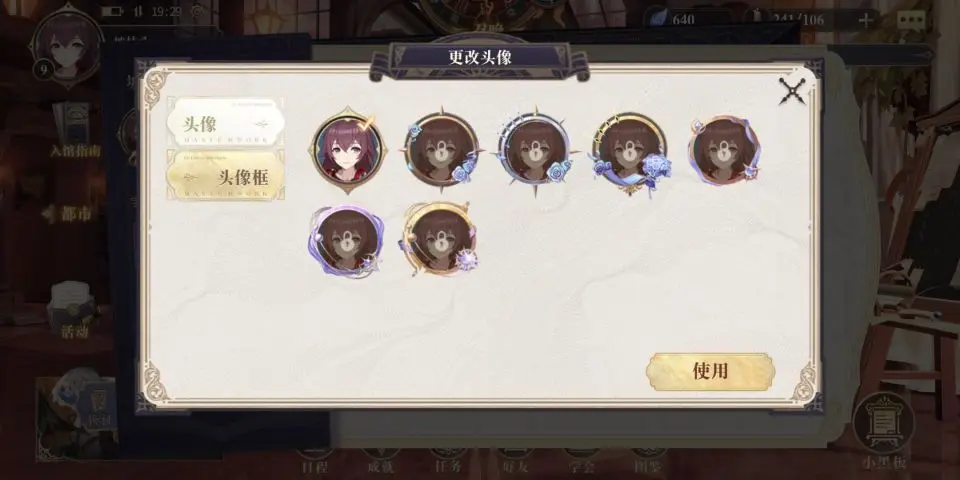 19:29
640
241/106
更改头像
9
头像
头像框
入馆指南
都市
活动
使用
日程
成就
任务
好友
学会
图鉴
小黑板